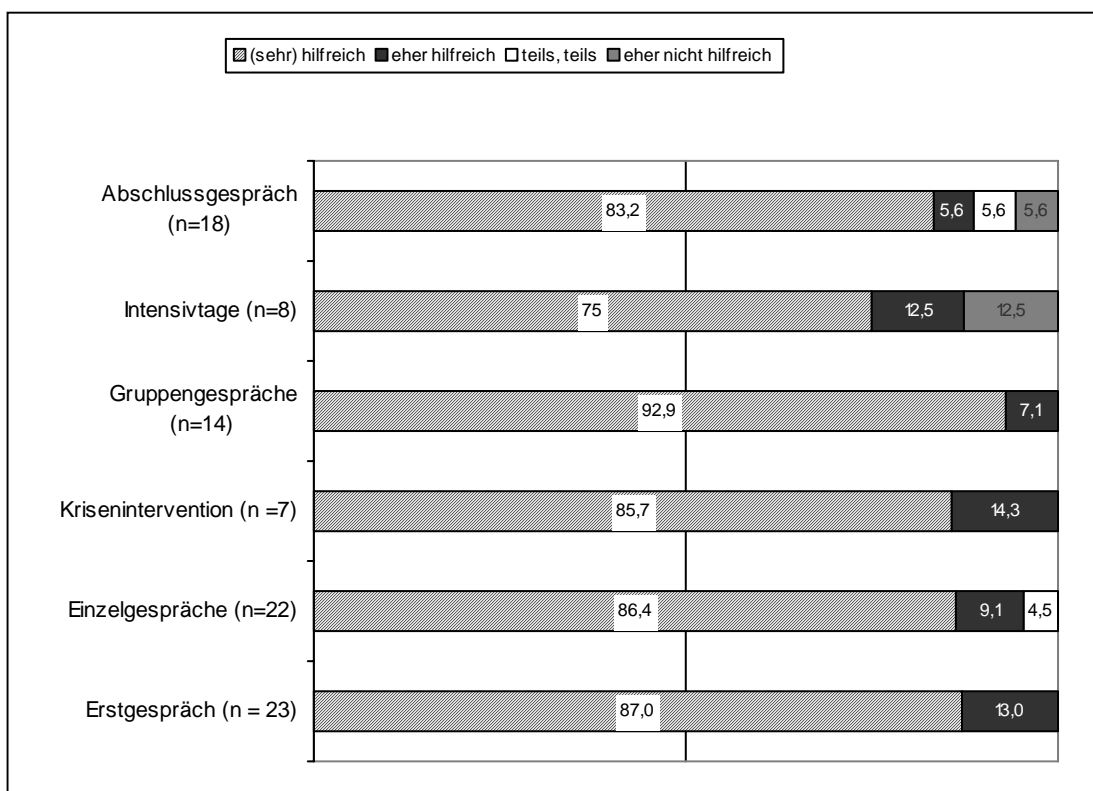 (sehr) hilfreich eher hilfreich teils, teils eher nicht hilfreich
Abschlussgespräch
(n=18)
83,2 5,6 5,6 5,6
Intensivtage (n=8)
75 12,5 12,5
Gruppengespräche
(n=14)
92,9 7,1
Krisenintervention (n =7)
85,7 14,3
Einzelgespräche (n=22)
86,4 9,1 4,5
Erstgespräch (n = 23)
87,0 13,0